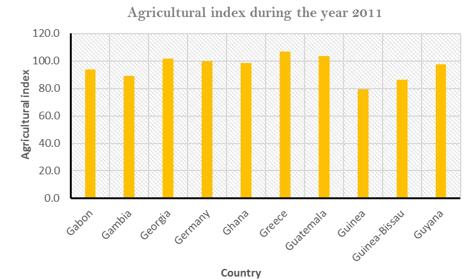 Agricultural index during the year 2011
Agricultural index
120.0
100.0
80.0
60.0
40.0
20.0
0.0
Gabon
Gambia
Georgia
Germany
Ghana
Greece
Guatemala
Guinea
Guinea-Bissau
Guyana
Country